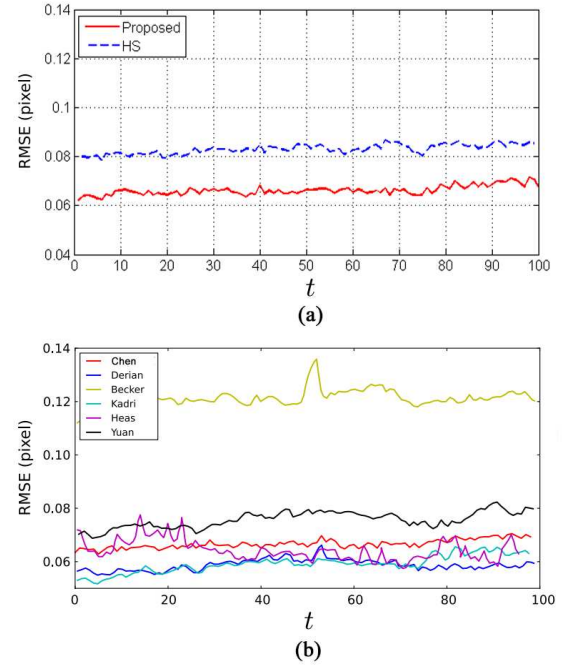 0.14
0.12
0.1
0.08
0.06
0.04
RMSE (pixel)
Proposed
HS
0 10 20 30 40 50 60 70 80 90 100
t
(a)
0.14
0.12
0.10
0.08
0.06
RMSE (pixel)
Chen
Derian
Becker
Kadri
Heas
Yuan
0 20 40 60 80 100
t
(b)